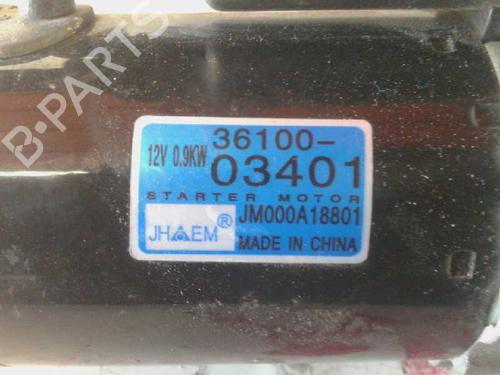 B-PARTS
12V 0.9KW 36100-
03401
STARTER MOTOR
JHAEM® JM000A18801
MADE IN CHINA